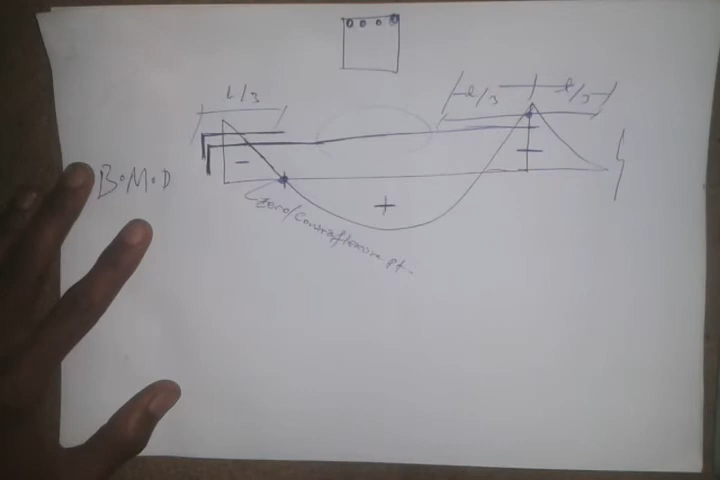 l/3
l/3
l/3
B.M.D
-
-
+
Zero/Contraflexure pt.